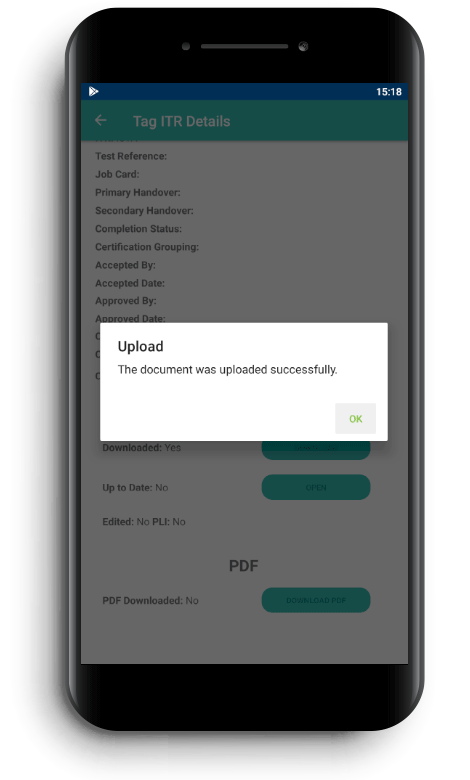 15:18
Tag ITR Details
Test Reference:
Job Card:
Primary Handover:
Secondary Handover:
Completion Status:
Certification Grouping:
Accepted By:
Accepted Date:
Approved By:
Approved Date:
Upload
The document was uploaded successfully.
OK
Downloaded: Yes
Up to Date: No
OPEN
Edited: No PLI: No
PDF
PDF Downloaded: No
DOWNLOAD PDF